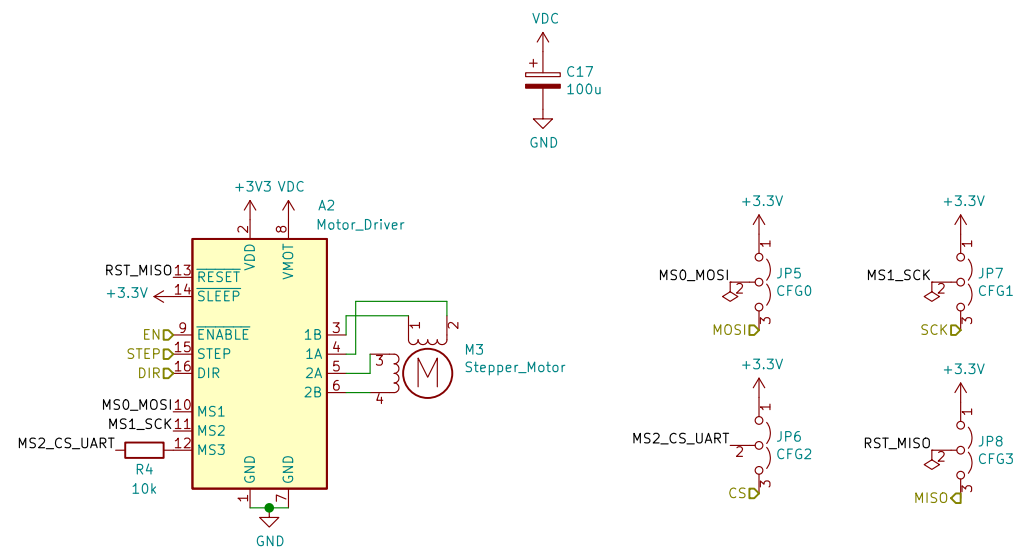 VDC
+
C17
100u
GND
+3V3 VDC
A2
Motor_Driver
2
8
VDD
VMOT
RST_MISO 13 RESET
+3.3V 14 SLEEP
EN 9 ENABLE
STEP 15 STEP
DIR 16 DIR
MS0_MOSI 10 MS1
MS1_SCK 11 MS2
MS2_CS_UART 12 MS3
R4
10k
1B 3
1A 4
2A 5
2B 6
1
2
3
4
M
M3
Stepper_Motor
GND
GND
1
7
GND
+3.3V
1
MS0_MOSI
2
JP5
CFG0
MOSI
3
+3.3V
1
MS1_SCK
2
JP7
CFG1
SCK
3
+3.3V
1
MS2_CS_UART
2
JP6
CFG2
CS
3
+3.3V
1
RST_MISO
2
JP8
CFG3
MISO
3